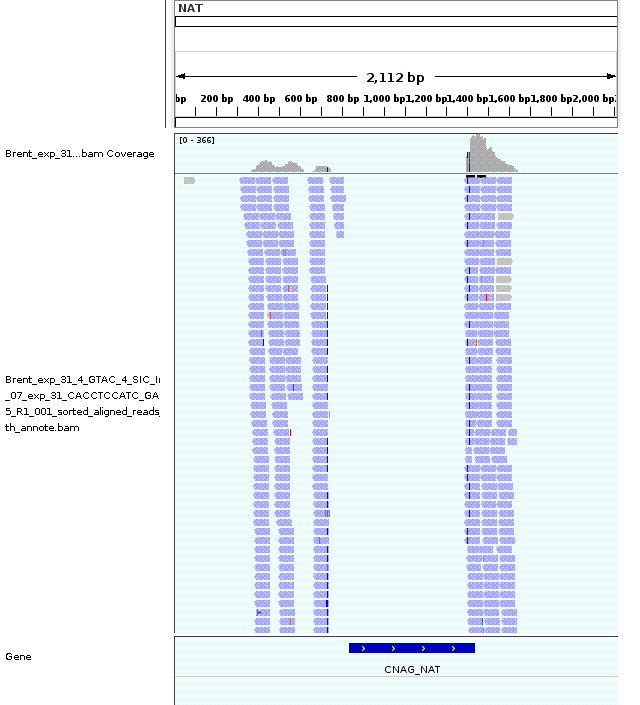 NAT
2,112 bp
bp 200 bp 400 bp 600 bp 800 bp 1,000 bp 1,200 bp 1,400 bp 1,600 bp 1,800 bp 2,000 bp
[0 - 366]
Brent_exp_31...bam Coverage
Brent_exp_31_4_GTAC_4_SIC_I
_07_exp_31_CACCTCCATC_GA
5_R1_001_sorted_aligned_reads_
th_annote.bam
Gene
CNAG_NAT